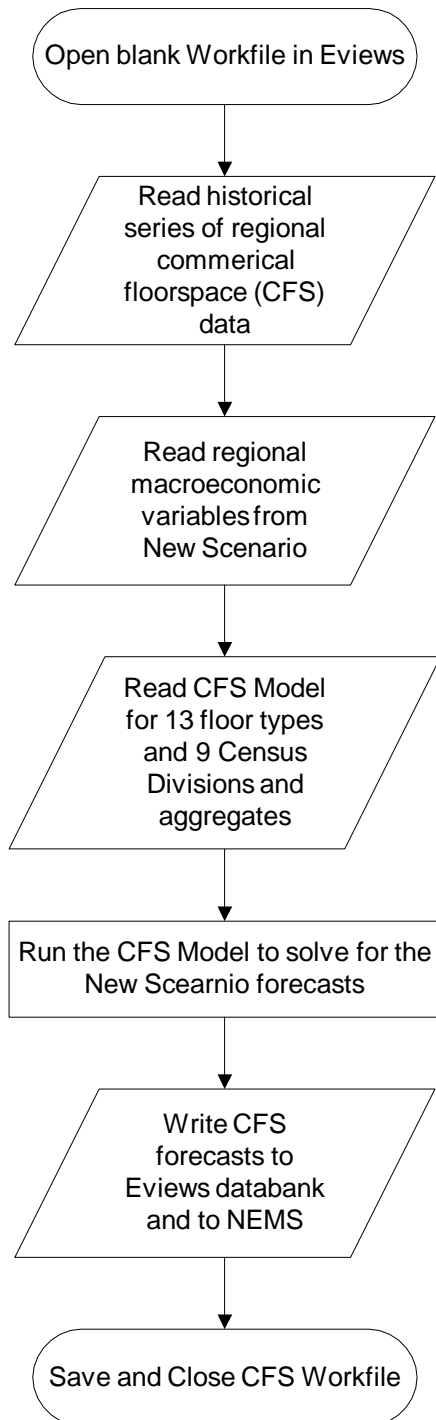 Open blank Workfile in Eviews
Read historical
series of regional
commerical
floorspace (CFS)
data
Read regional
macroeconomic
variables from
New Scenario
Read CFS Model
for 13 floor types
and 9 Census
Divisions and
aggregates
Run the CFS Model to solve for the
New Scearnio forecasts
Write CFS
forecasts to
Eviews databank
and to NEMS
Save and Close CFS Workfile